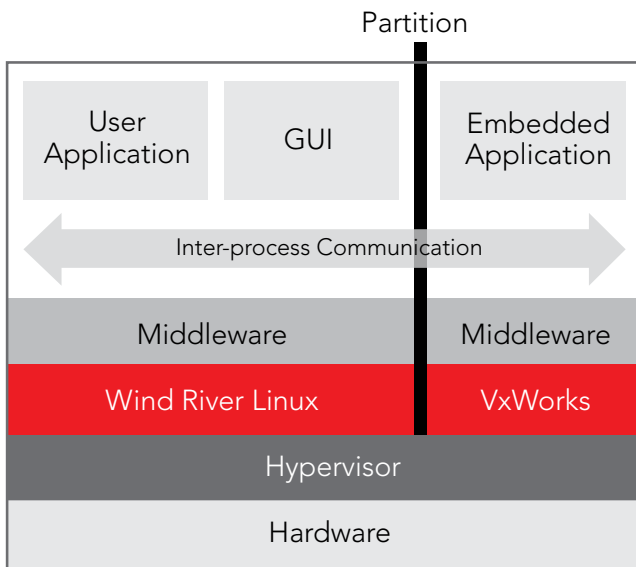 Partition
User
Application
GUI
Embedded
Application
Inter-process Communication
Middleware
Middleware
Wind River Linux
VxWorks
Hypervisor
Hardware